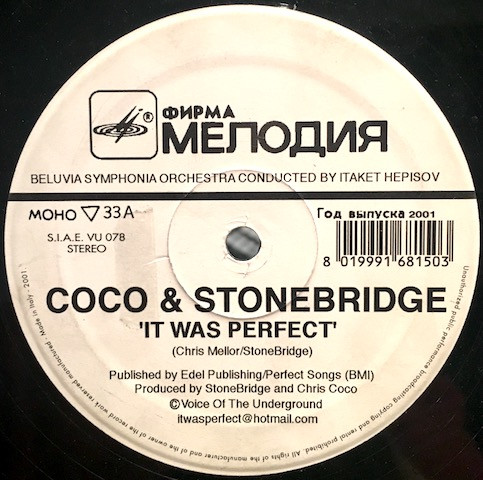 ®
ФИРМА
МЕЛОДИЯ
BELUVIA SYMPHONIA ORCHESTRA CONDUCTED BY ITAKET HEPISOV
МОНО ▽ 33 А
S.I.A.E. VU 078
STEREO
Год выпуска 2001
8 019991 681503
COCO & STONEBRIDGE
'IT WAS PERFECT'
(Chris Mellor/StoneBridge)
Published by Edel Publishing/Perfect Songs (BMI)
Produced by StoneBridge and Chris Coco
©Voice Of The Underground
itwasperfect@hotmail.com
Unauthorized public performance broadcasting copying and rental prohibited. All rights of the manufacturer and of the owner of the record work reserved manufactured - Made in Italy 2001